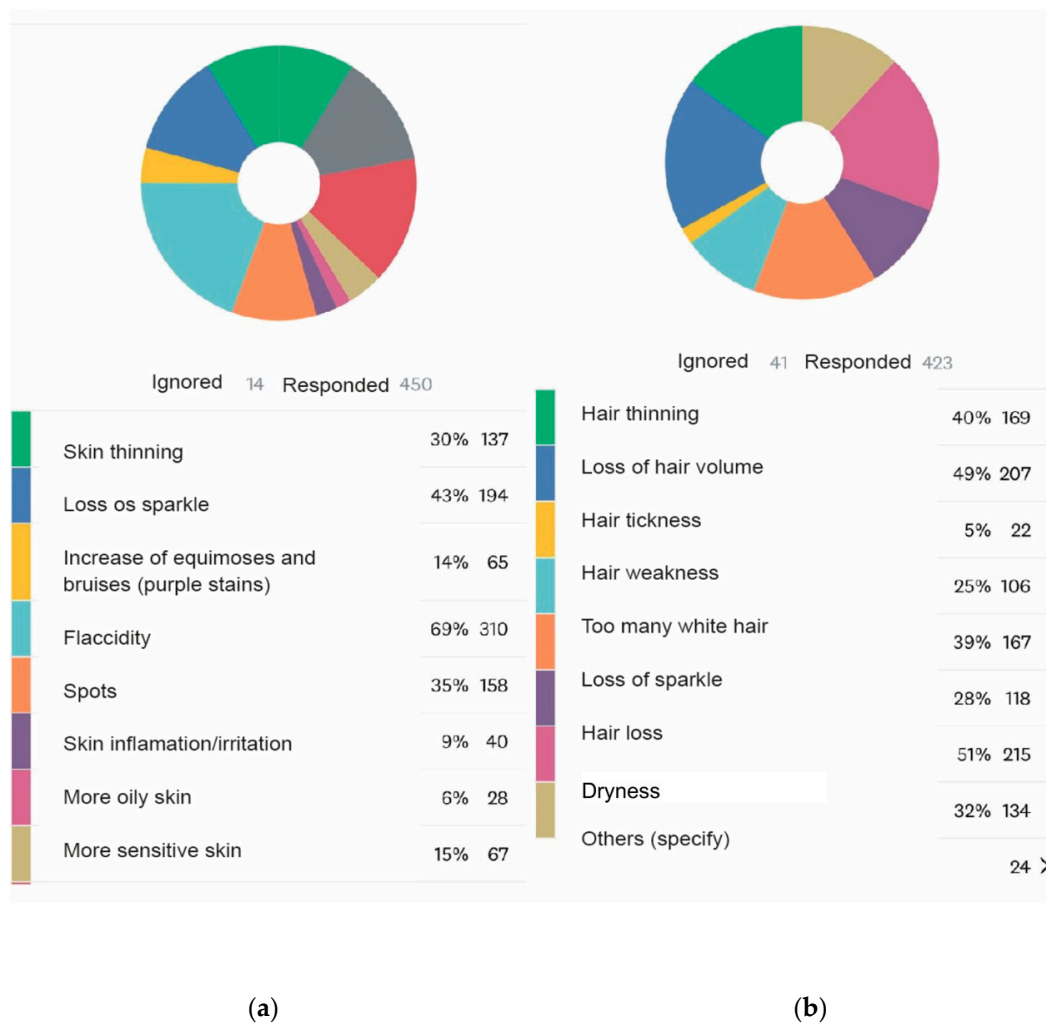 Ignored 14 Responded 450
Skin thinning 30% 137
Loss os sparkle 43% 194
Increase of equimoses and
bruises (purple stains) 14% 65
Flaccidity 69% 310
Spots 35% 158
Skin inflamation/irritation 9% 40
More oily skin 6% 28
More sensitive skin 15% 67
Ignored 41 Responded 423
Hair thinning 40% 169
Loss of hair volume 49% 207
Hair tickness 5% 22
Hair weakness 25% 106
Too many white hair 39% 167
Loss of sparkle 28% 118
Hair loss 51% 215
Dryness 32% 134
Others (specify) 24
(a)
(b)